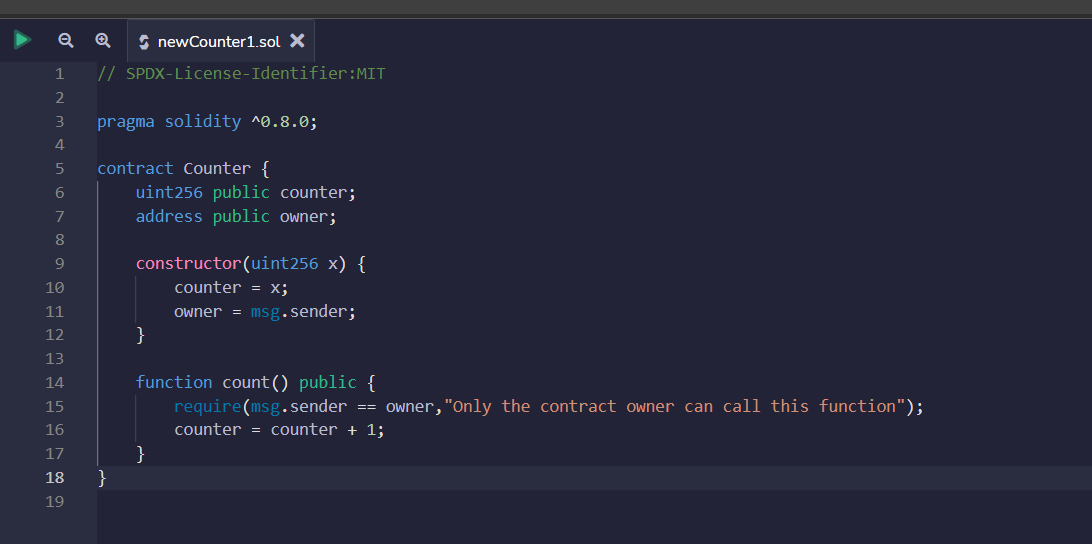 newCounter1.sol
1 // SPDX-License-Identifier:MIT
2
3 pragma solidity ^0.8.0;
4
5 contract Counter {
6     uint256 public counter;
7     address public owner;
8
9     constructor(uint256 x) {
10         counter = x;
11         owner = msg.sender;
12     }
13
14     function count() public {
15         require(msg.sender == owner,"Only the contract owner can call this function");
16         counter = counter + 1;
17     }
18 }
19